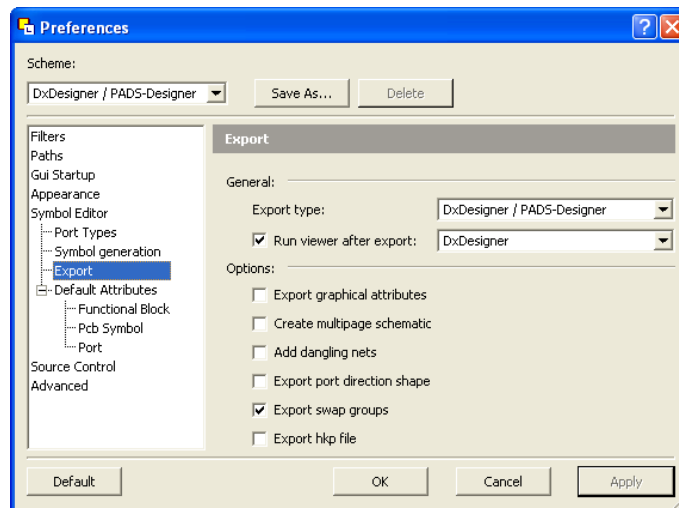 Preferences
Scheme:
DxDesigner / PADS-Designer
Save As...
Delete
Filters
Paths
Gui Startup
Appearance
Symbol Editor
Port Types
Symbol generation
Export
Default Attributes
Functional Block
Pcb Symbol
Port
Source Control
Advanced
Export
General:
Export type: DxDesigner / PADS-Designer
Run viewer after export: DxDesigner
Options:
Export graphical attributes
Create multipage schematic
Add dangling nets
Export port direction shape
Export swap groups
Export hkp file
Default OK Cancel Apply